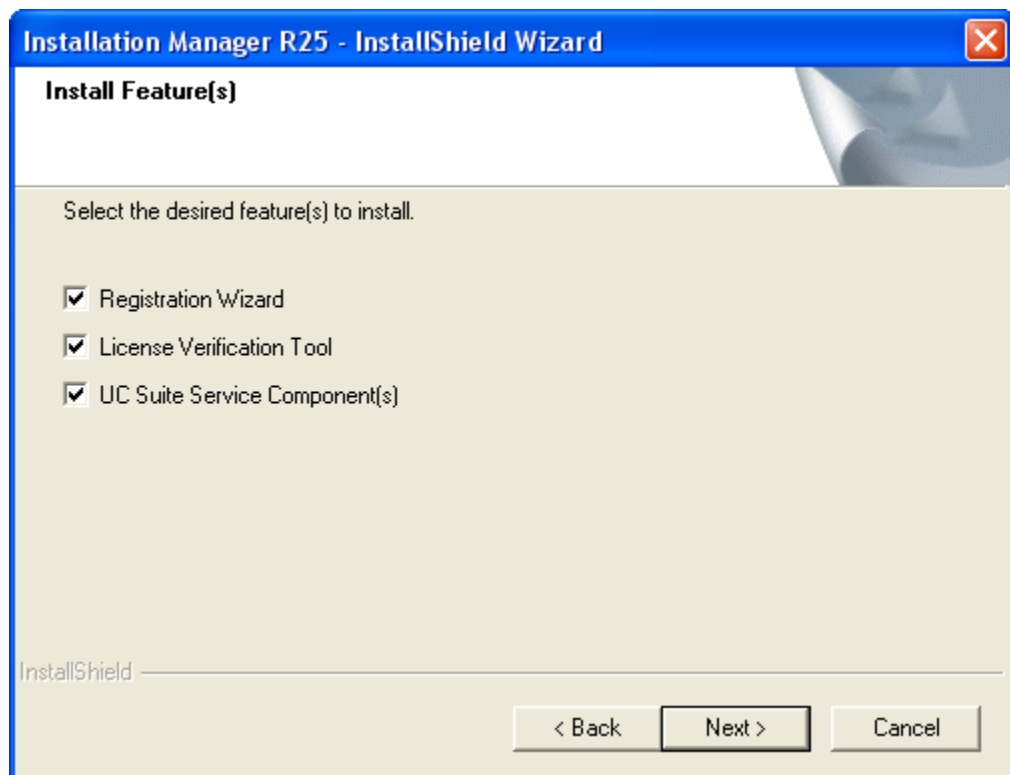 Installation Manager R25 - InstallShield Wizard
Install Feature(s)
Select the desired feature(s) to install.
Registration Wizard
License Verification Tool
UC Suite Service Component(s)
InstallShield
< Back Next > Cancel